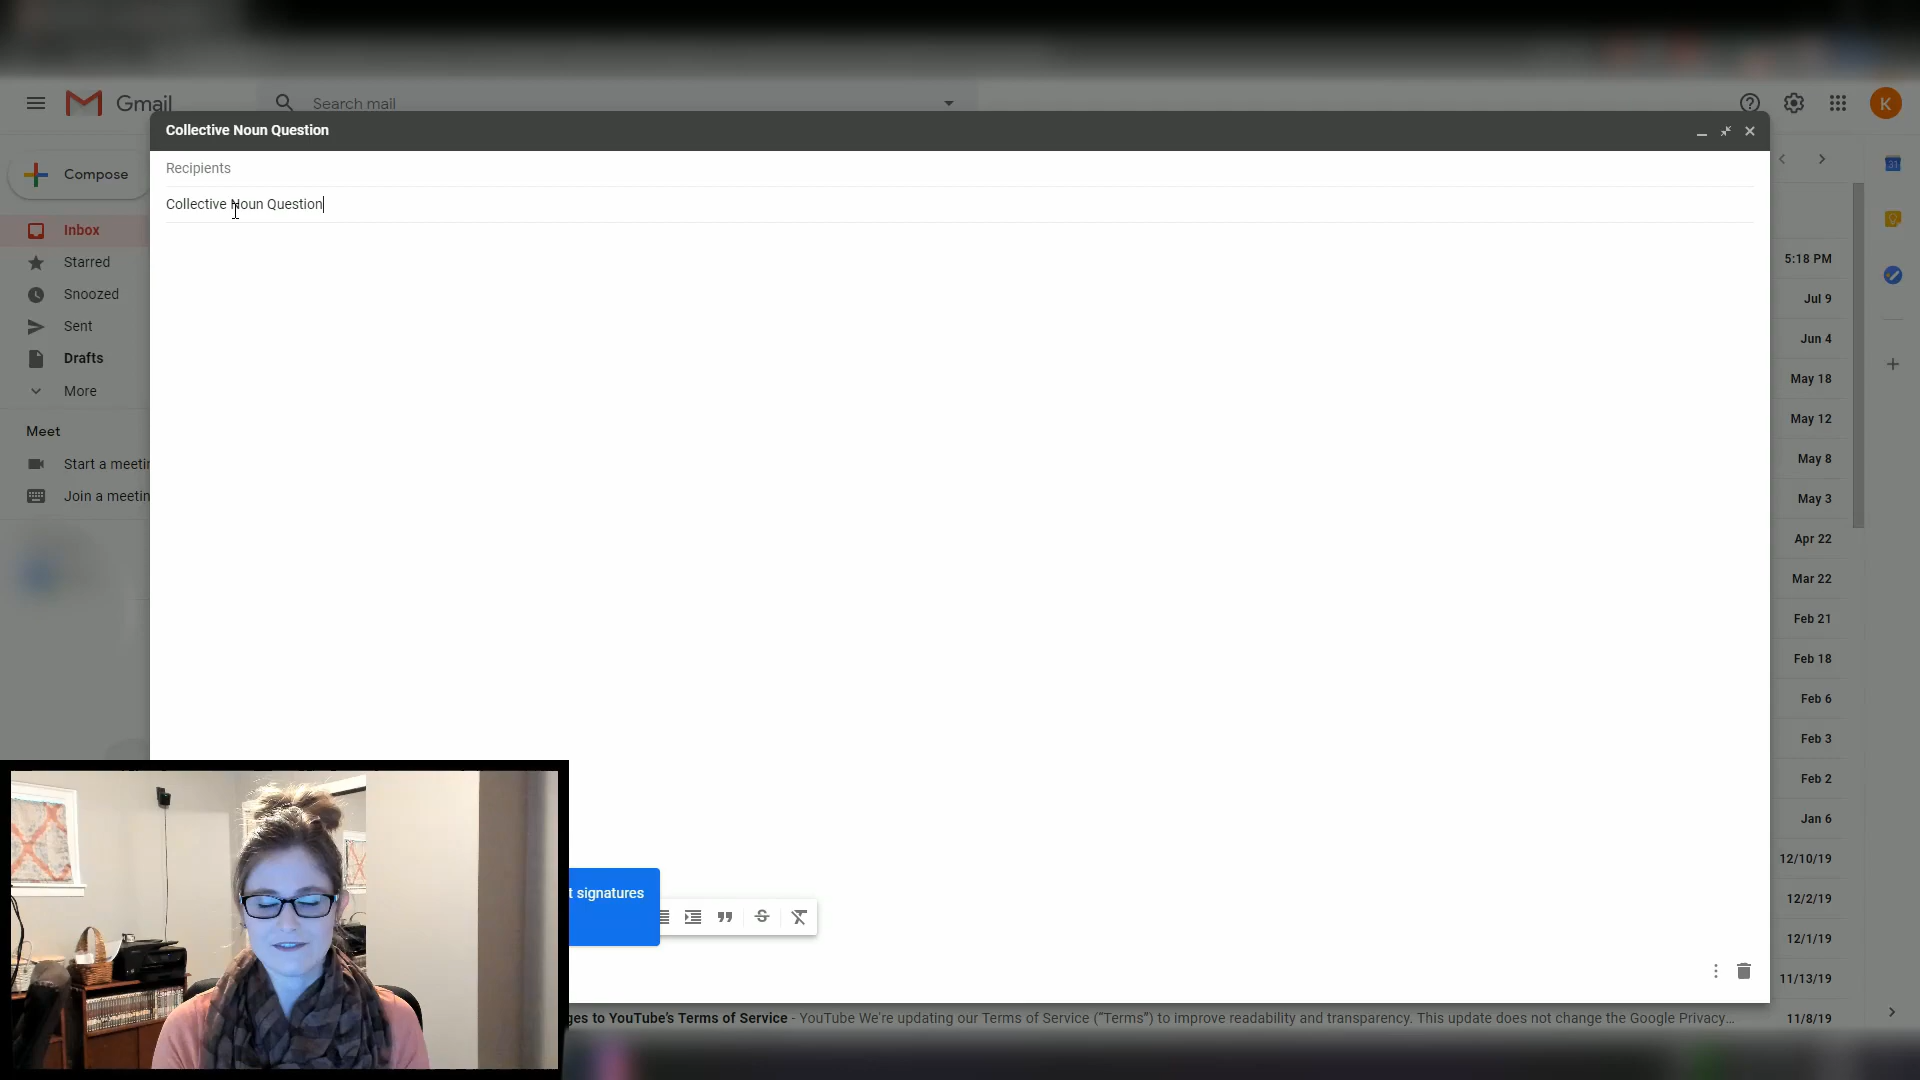 Gmail
Search mail
K
Collective Noun Question
Recipients
Collective Noun Question
Compose
Inbox
Starred
Snoozed
Sent
Drafts
More
Meet
Start a meetin
Join a meetin
31
5:18 PM
Jul 9
Jun 4
May 18
May 12
May 8
May 3
Apr 22
Mar 22
Feb 21
Feb 18
Feb 6
Feb 3
Feb 2
Jan 6
12/10/19
12/2/19
12/1/19
11/13/19
t signatures
ges to YouTube's Terms of Service - YouTube We're updating our Terms of Service ("Terms") to improve readability and transparency. This update does not change the Google Privacy... 11/8/19